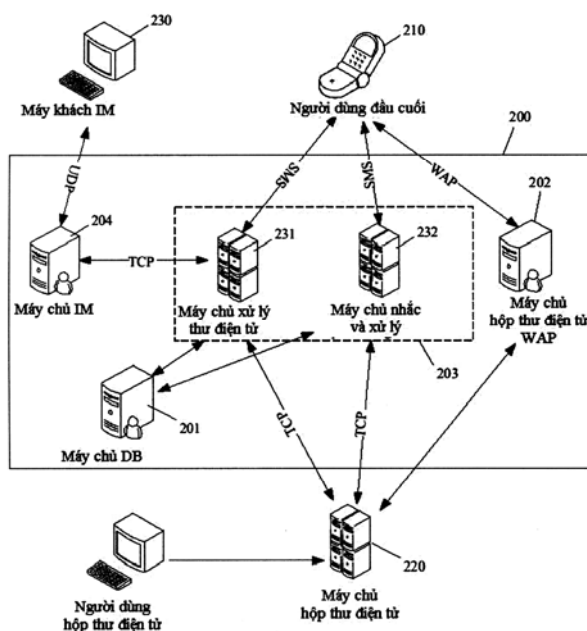 230
210
Máy khách IM
Người dùng đầu cuối
200
UDP
SMS
SMS
WAP
204
231
232
202
TCP
Máy chủ IM
Máy chủ xử lý
thư điện tử
Máy chủ nhắc
và xử lý
Máy chủ
hộp thư điện tử
WAP
203
201
Máy chủ DB
TCP
TCP
220
Người dùng
hộp thư điện tử
Máy chủ
hộp thư điện tử